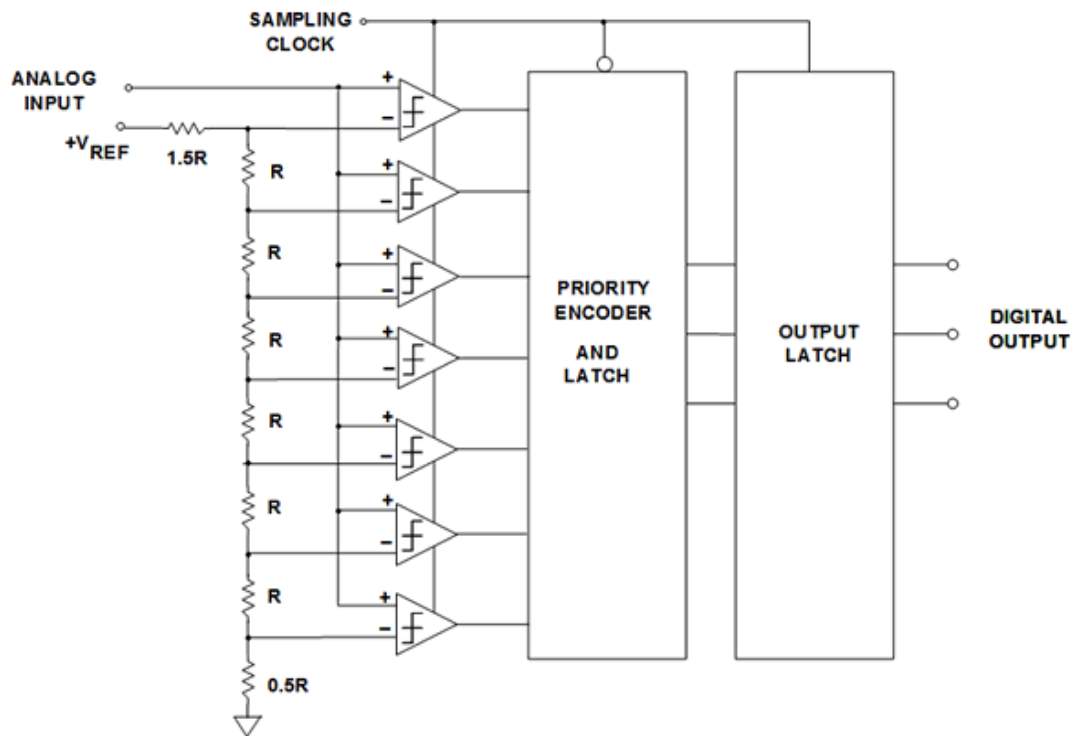 SAMPLING
CLOCK
ANALOG
INPUT
+VREF
1.5R
+
−
R
+
−
R
+
−
R
+
−
R
+
−
R
+
−
R
+
−
0.5R
PRIORITY
ENCODER
AND
LATCH
OUTPUT
LATCH
DIGITAL
OUTPUT